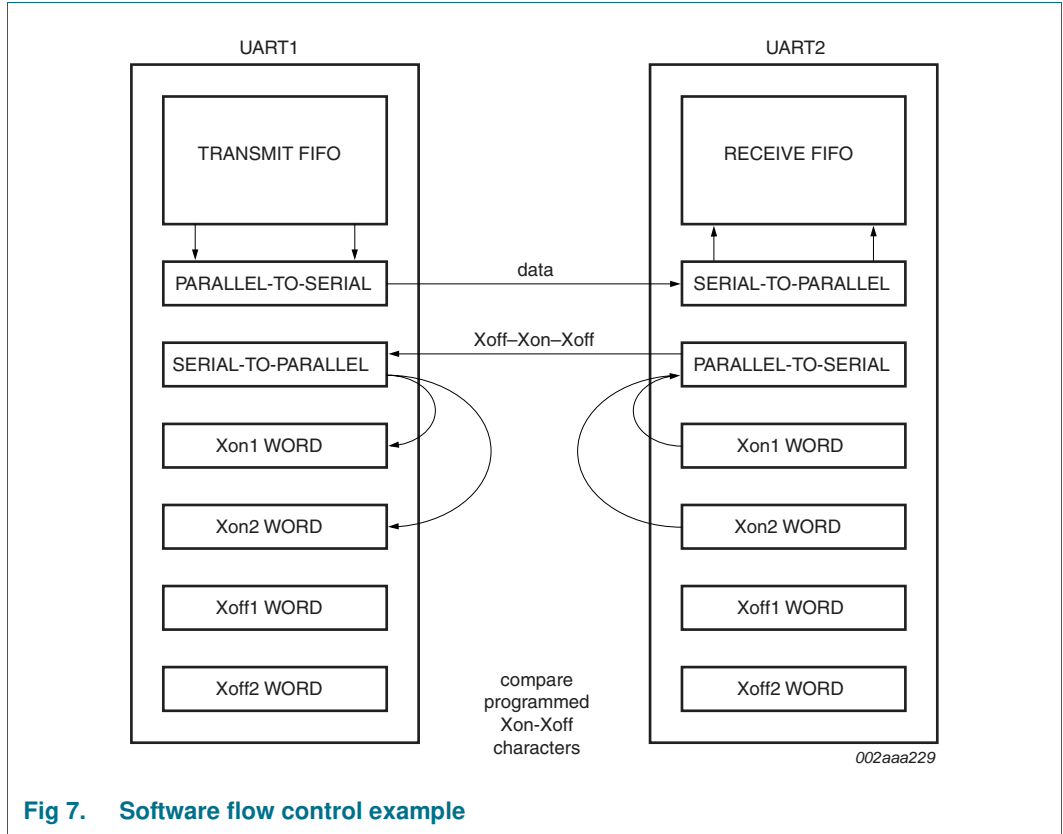 UART1
UART2
TRANSMIT FIFO
RECEIVE FIFO
PARALLEL-TO-SERIAL
data
SERIAL-TO-PARALLEL
Xoff–Xon–Xoff
SERIAL-TO-PARALLEL
PARALLEL-TO-SERIAL
Xon1 WORD
Xon1 WORD
Xon2 WORD
Xon2 WORD
Xoff1 WORD
Xoff1 WORD
Xoff2 WORD
Xoff2 WORD
compare
programmed
Xon-Xoff
characters
002aaa229
Fig 7. Software flow control example